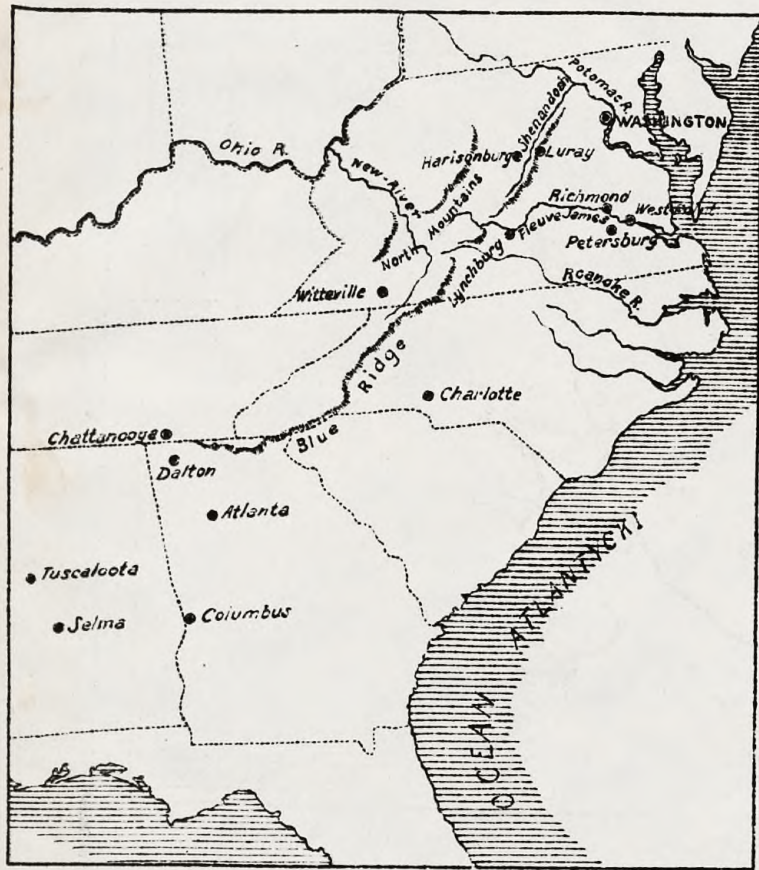 Potomac R.
WASHINGTON
Ohio R.
Shenandoah
Harisonburg
Luray
New-River
Richmond
North Mountains
Fleuve-James
Petersburg
Lynchburg
Roanoke R.
Witteville
Blue Ridge
Charlotte
Chattanooga
Dalton
Atlanta
Tuscaloota
Selma
Columbus
OCEAN ATLANTYCKI